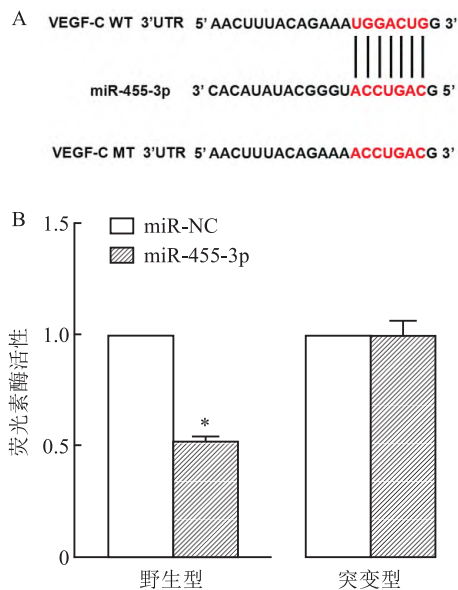 A
VEGF-C WT 3'UTR 5' AACUUUACAGAAAUGGACUGG 3'
miR-455-3p 3' CACAUAUACGGGUACCUGACG 5'
VEGF-C MT 3'UTR 5' AACUUUACAGAAAACCUGACG 3'
B
1.5
miR-NC
miR-455-3p
1.0
荧光素酶活性
*
0.5
0
野生型 突变型